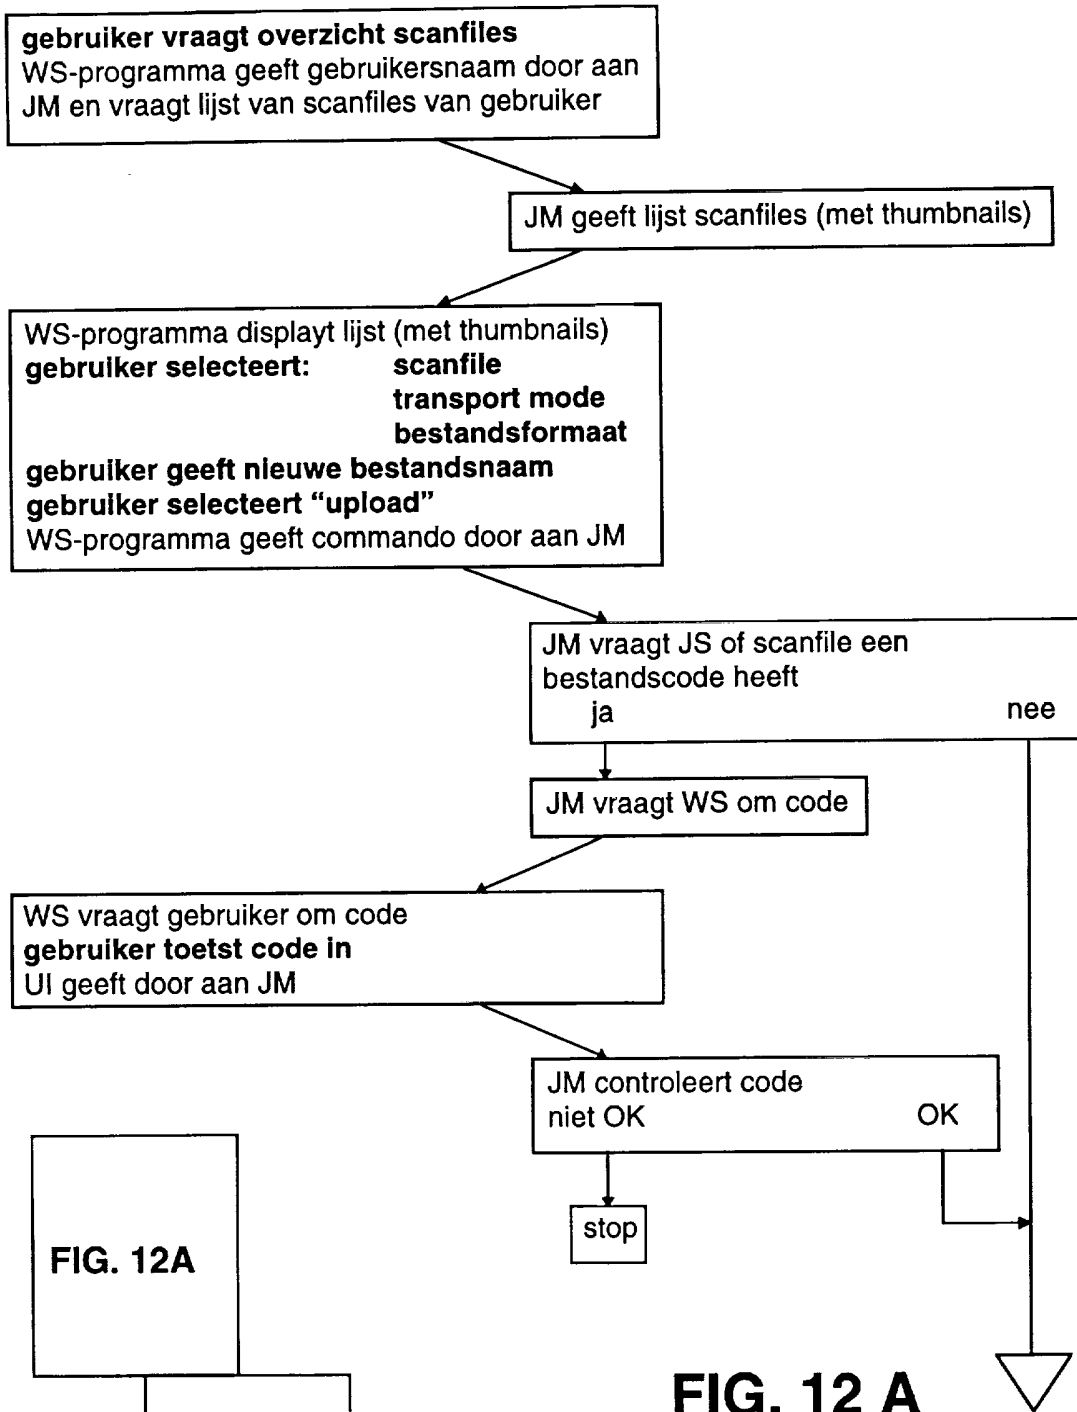 gebruiker vraagt overzicht scanfiles
WS-programma geeft gebruikersnaam door aan
JM en vraagt lijst van scanfiles van gebruiker
JM geeft lijst scanfiles (met thumbnails)
WS-programma displayt lijst (met thumbnails)
gebruiker selecteert: scanfile
transport mode
bestandsformaat
gebruiker geeft nieuwe bestandsnaam
gebruiker selecteert “upload”
WS-programma geeft commando door aan JM
JM vraagt JS of scanfile een
bestandscode heeft
ja nee
JM vraagt WS om code
WS vraagt gebruiker om code
gebruiker toetst code in
UI geeft door aan JM
JM controleert code
niet OK OK
stop
FIG. 12A
FIG. 12 A